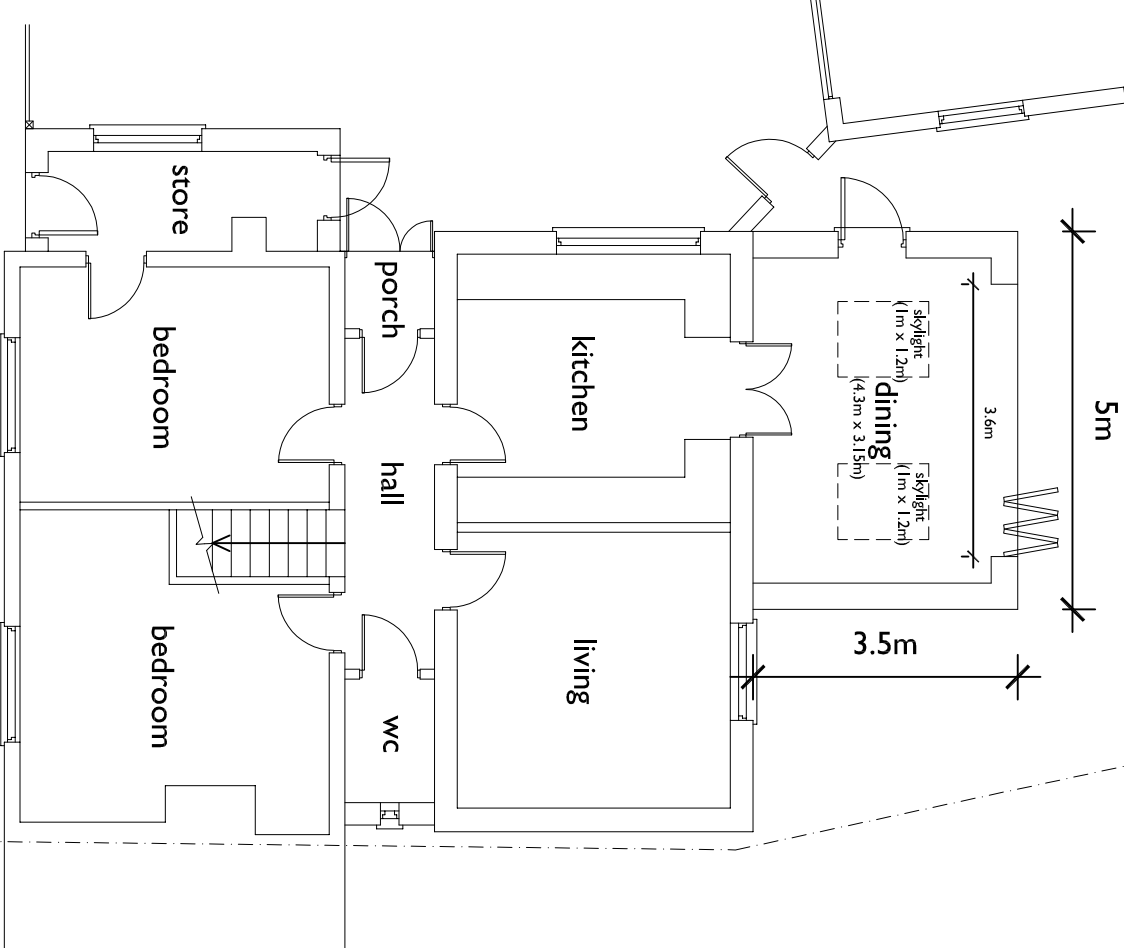 store
porch
bedroom
kitchen
skylight
(1m x 1.2m)
dining
(4.3m x 3.15m)
3.6m
5m
hall
skylight
(1m x 1.2m)
bedroom
living
3.5m
wc